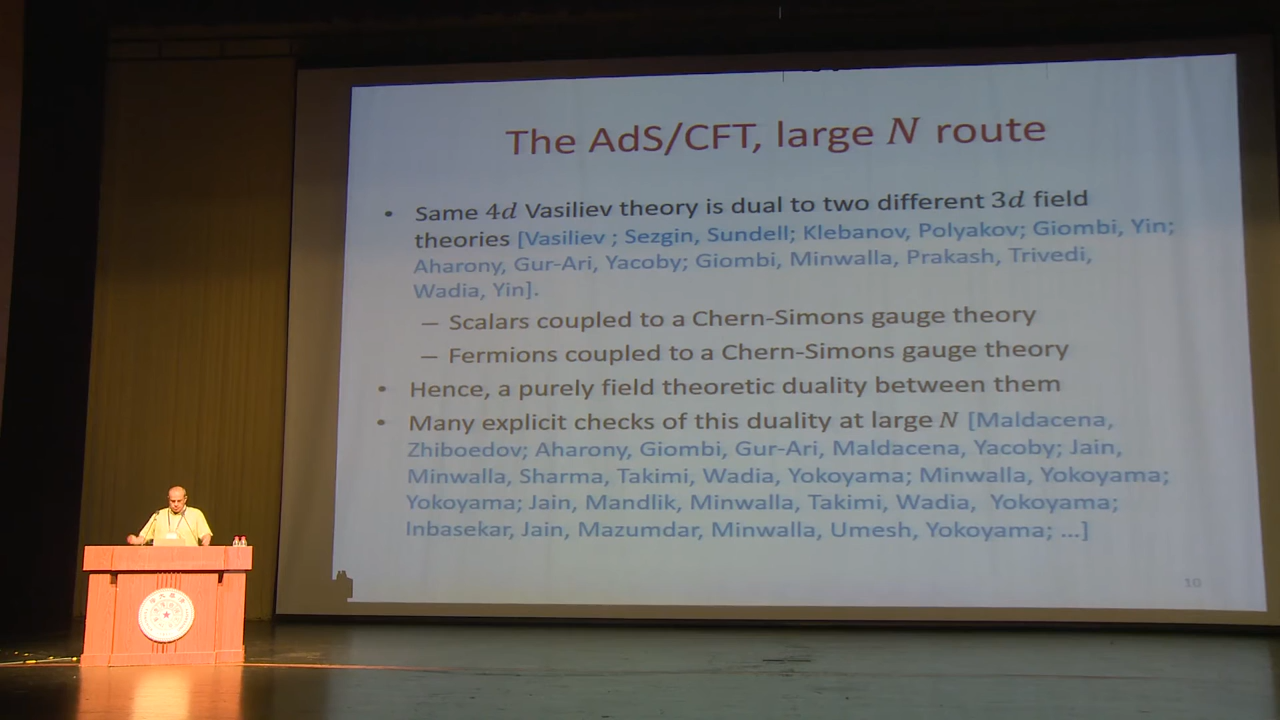 The AdS/CFT, large N route
• Same 4d Vasiliev theory is dual to two different 3d field
theories [Vasiliev ; Sezgin, Sundell; Klebanov, Polyakov; Giombi, Yin;
Aharony, Gur-Ari, Yacoby; Giombi, Minwalla, Prakash, Trivedi,
Wadia, Yin].
– Scalars coupled to a Chern-Simons gauge theory
– Fermions coupled to a Chern-Simons gauge theory
• Hence, a purely field theoretic duality between them
• Many explicit checks of this duality at large N [Maldacena,
Zhiboedov; Aharony, Giombi, Gur-Ari, Maldacena, Yacoby; Jain,
Minwalla, Sharma, Takimi, Wadia, Yokoyama; Minwalla, Yokoyama;
Yokoyama; Jain, Mandlik, Minwalla, Takimi, Wadia, Yokoyama;
Inbasekar, Jain, Mazumdar, Minwalla, Umesh, Yokoyama; ...]
10